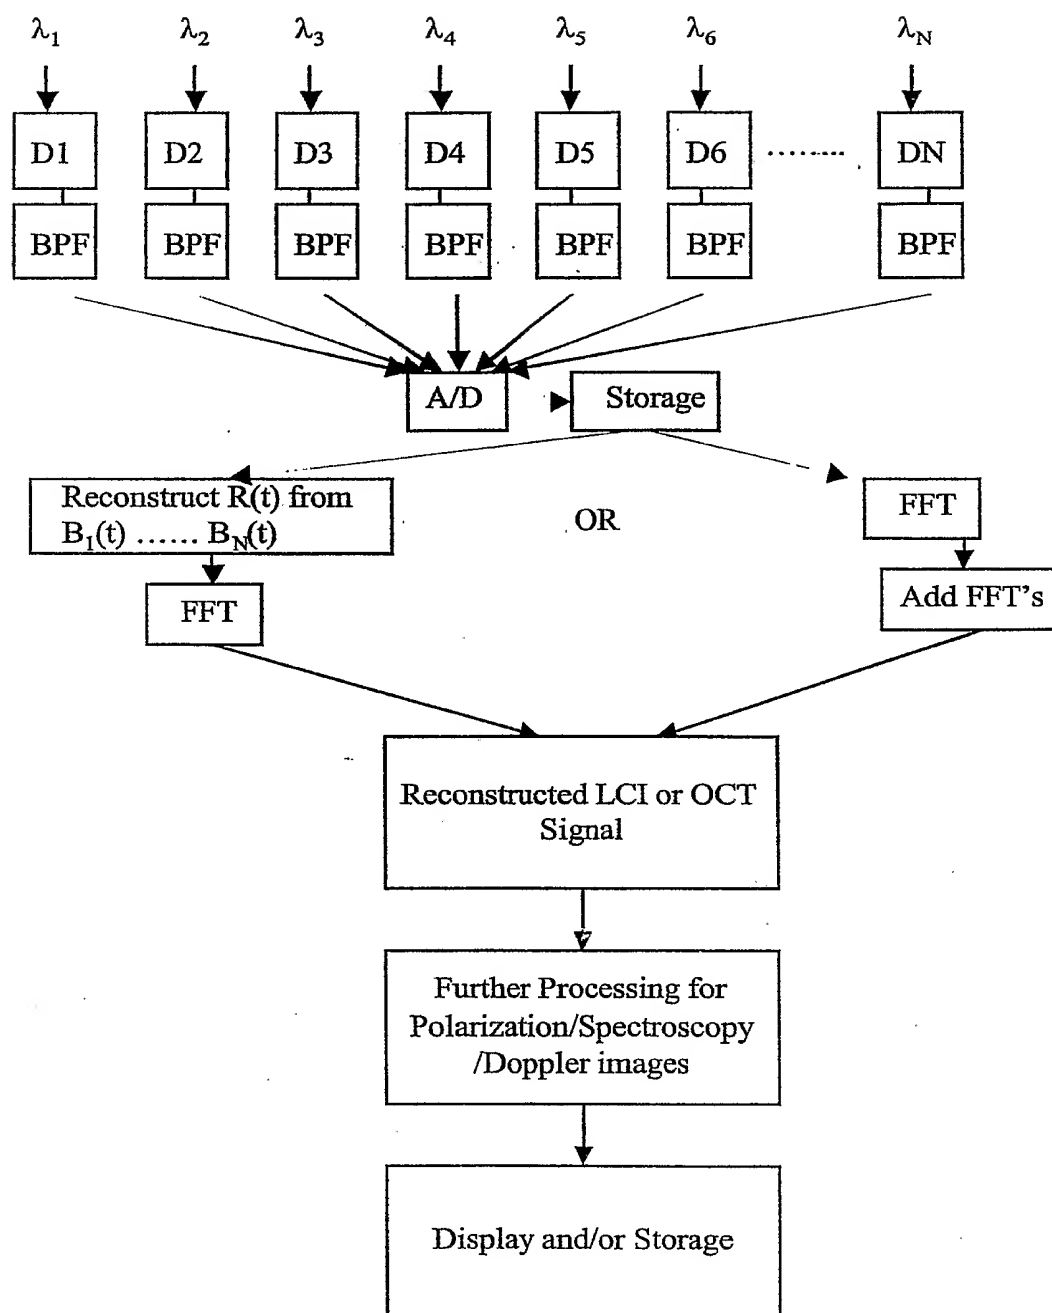 λ1 λ2 λ3 λ4 λ5 λ6 λN
D1 D2 D3 D4 D5 D6 ........ DN
BPF BPF BPF BPF BPF BPF BPF
A/D Storage
Reconstruct R(t) from
B1(t) ...... BN(t)
OR
FFT
FFT
Add FFT's
Reconstructed LCI or OCT
Signal
Further Processing for
Polarization/Spectroscopy
/Doppler images
Display and/or Storage